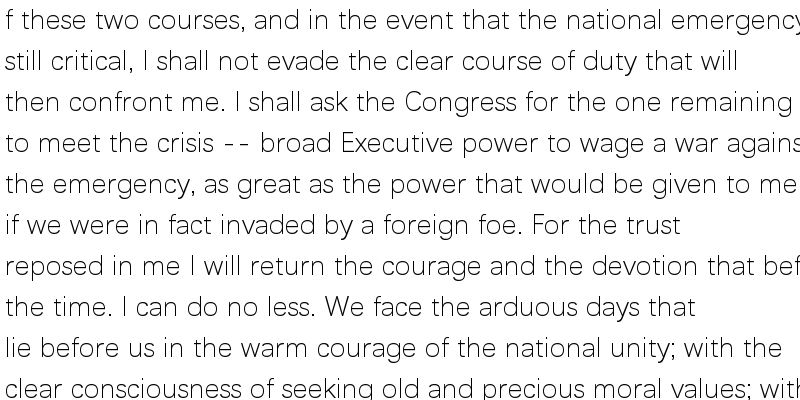 f these two courses, and in the event that the national emergency
still critical, I shall not evade the clear course of duty that will
then confront me. I shall ask the Congress for the one remaining
to meet the crisis -- broad Executive power to wage a war agains
the emergency, as great as the power that would be given to me
if we were in fact invaded by a foreign foe. For the trust
reposed in me I will return the courage and the devotion that bef
the time. I can do no less. We face the arduous days that
lie before us in the warm courage of the national unity; with the
clear consciousness of seeking old and precious moral values; with